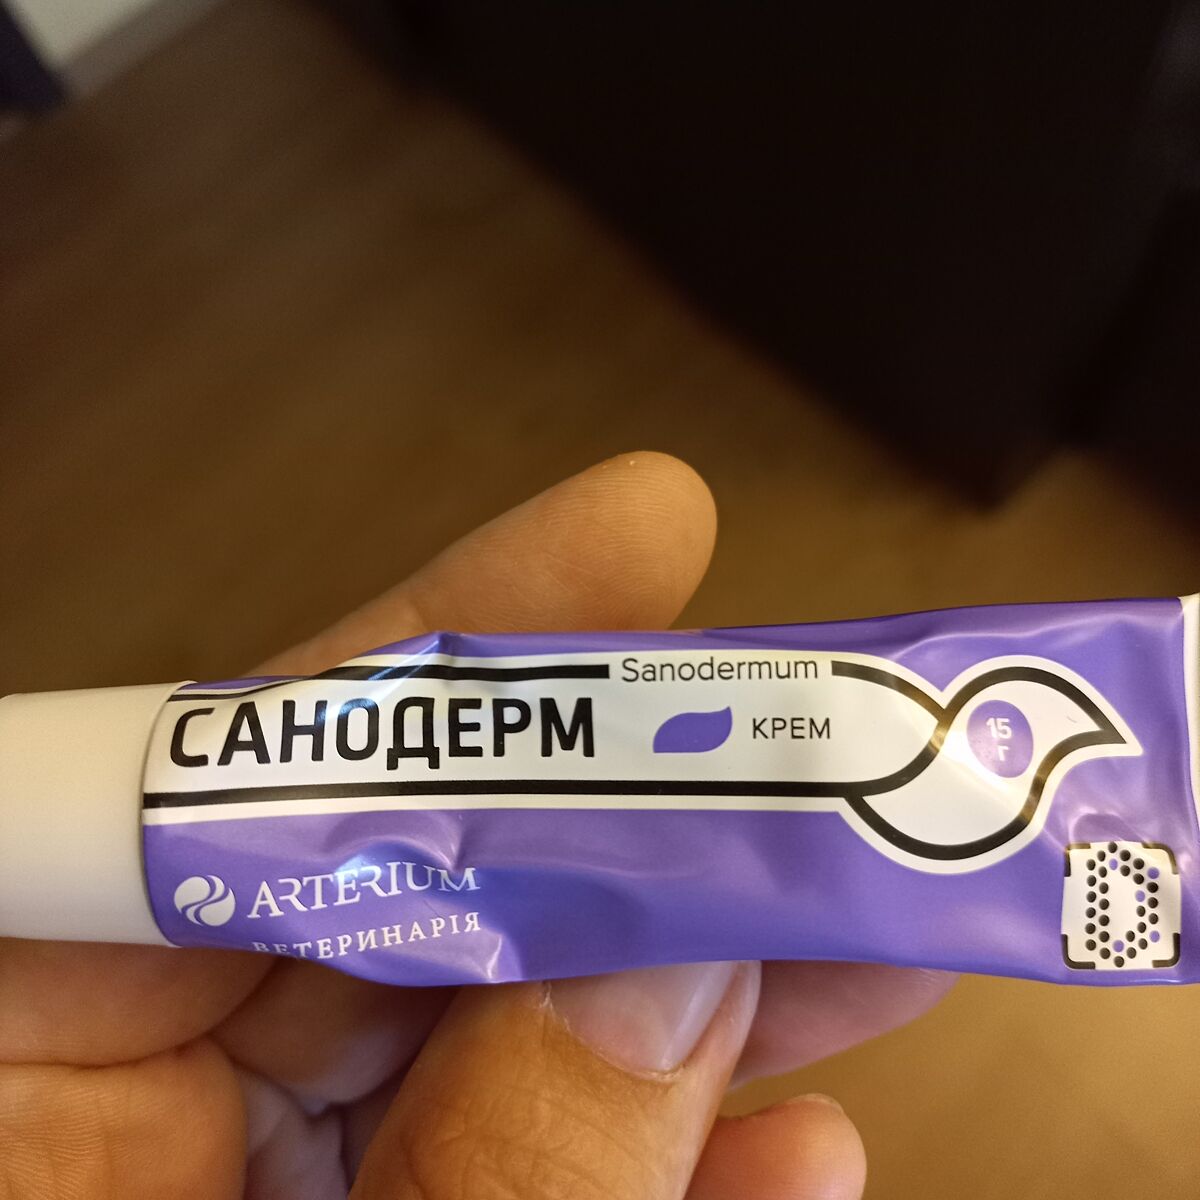 Sanodermum
САНОДЕРМ
КРЕМ
15
г
ARTERIUM
ВЕТЕРИНАРІЯ